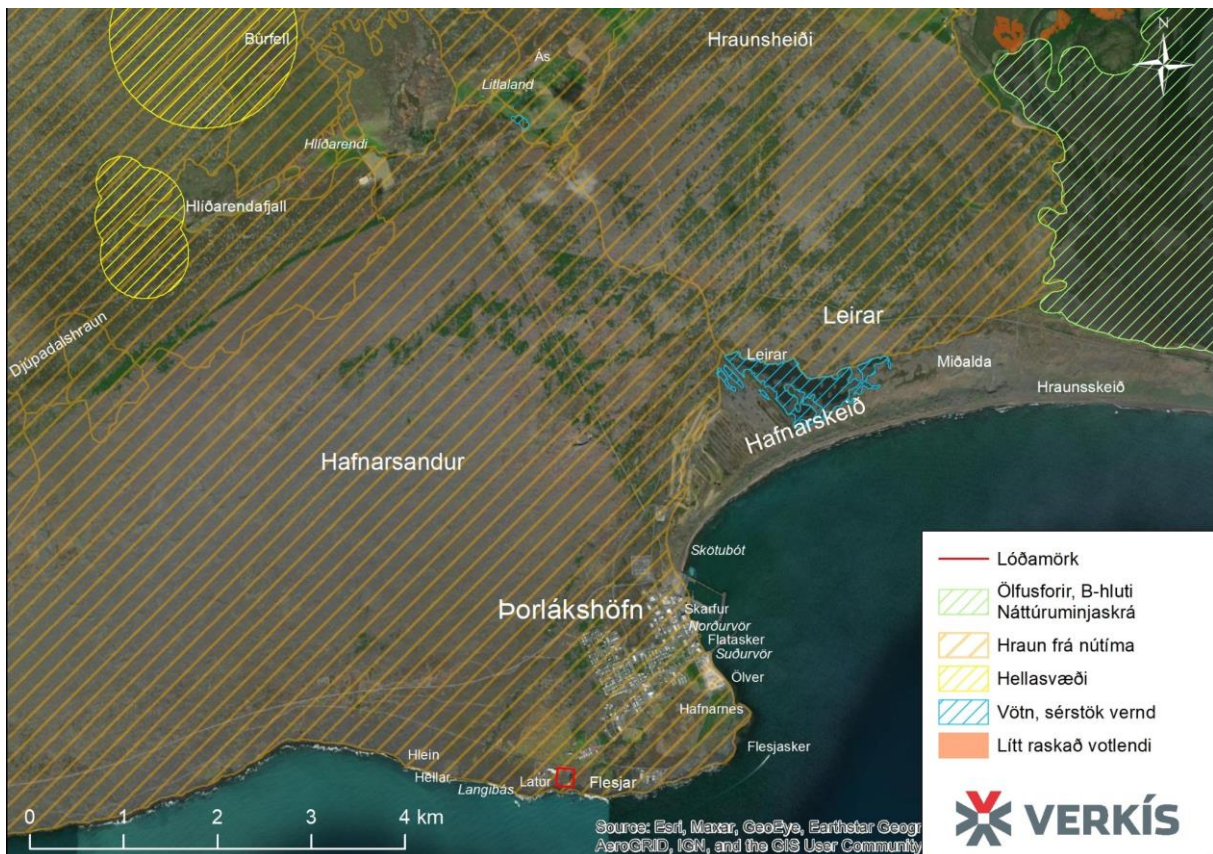 Búrfell
Hraunsheiði
Ás
Litlaland
N
Hlíðarendi
Hlíðarendafjall
Djúpadalshraun
Leirar
Leirar
Miðalda
Hraunsskeið
Hafnarskeið
Hafnarsandur
Skötubót
Þorlákshöfn
Skarfur
Norðurvör
Flatasker
Suðurvör
Ölver
Hafnarnes
Flesjasker
Hlein
Hellar
Langibás
Latur
Flesjar
0 1 2 3 4 km
Source: Esri, Maxar, GeoEye, Earthstar Geogr
AeroGRID, IGN, and the GIS User Community
Lóðamörk
Ölfusforir, B-hluti
Náttúruminjaskrá
Hraun frá nútíma
Hellasvæði
Vötn, sérstök vernd
Lítt raskað votlendi
VERKÍS